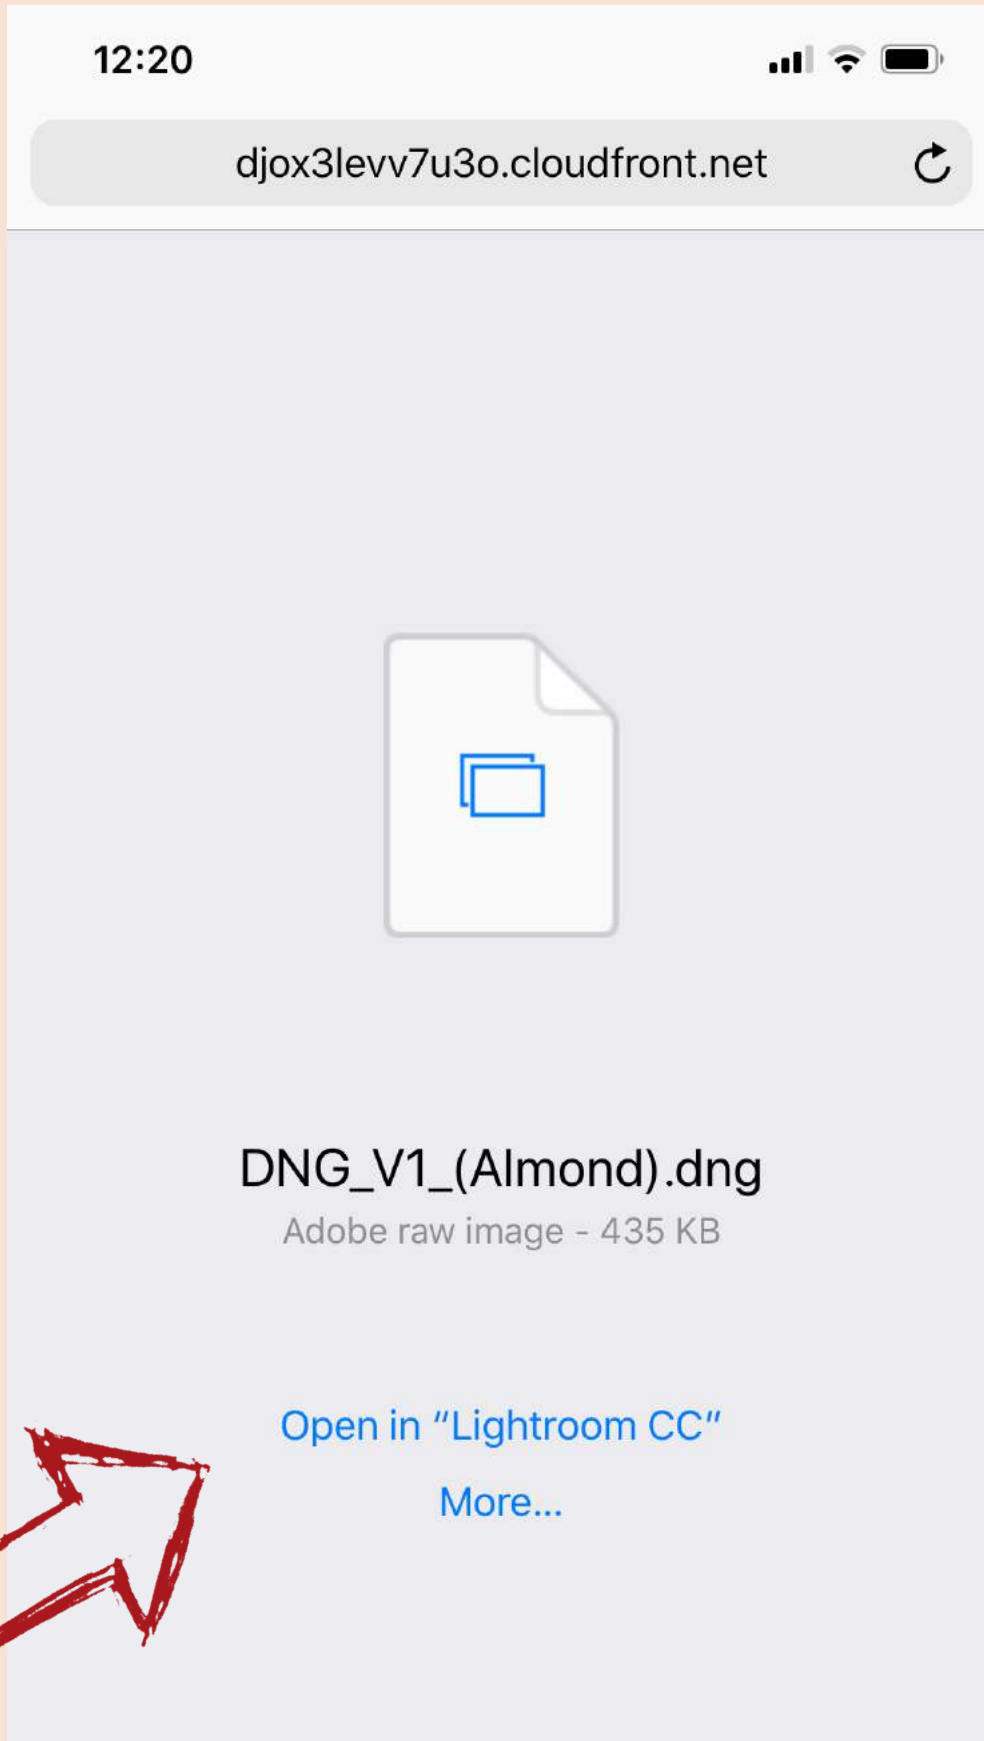 12:20
djox3levv7u3o.cloudfront.net
DNG_V1_(Almond).dng
Adobe raw image - 435 KB
Open in “Lightroom CC”
More...